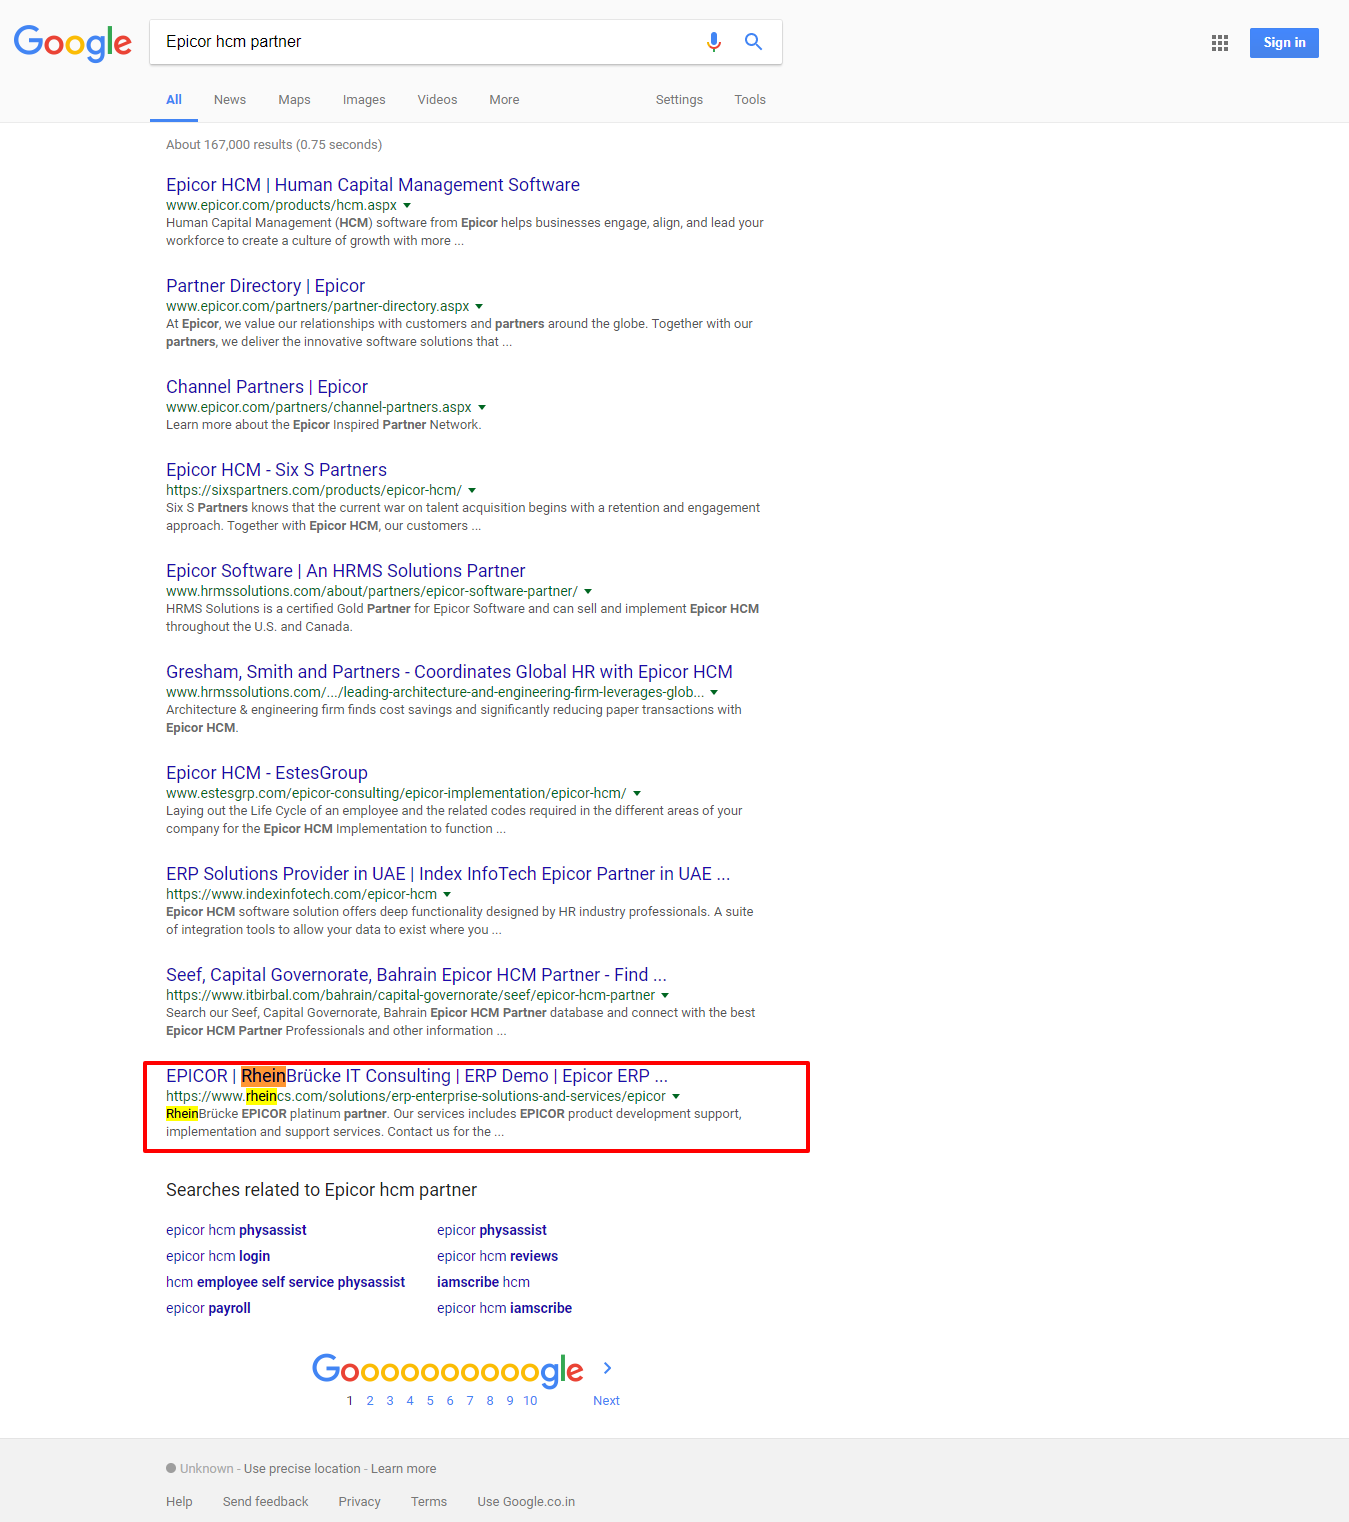 Google
Epicor hcm partner
Sign in
All News Maps Images Videos More Settings Tools
About 167,000 results (0.75 seconds)
Epicor HCM | Human Capital Management Software
www.epicor.com/products/hcm.aspx
Human Capital Management (HCM) software from Epicor helps businesses engage, align, and lead your
workforce to create a culture of growth with more ...
Partner Directory | Epicor
www.epicor.com/partners/partner-directory.aspx
At Epicor, we value our relationships with customers and partners around the globe. Together with our
partners, we deliver the innovative software solutions that ...
Channel Partners | Epicor
www.epicor.com/partners/channel-partners.aspx
Learn more about the Epicor Inspired Partner Network.
Epicor HCM - Six S Partners
https://sixspartners.com/products/epicor-hcm/
Six S Partners knows that the current war on talent acquisition begins with a retention and engagement
approach. Together with Epicor HCM, our customers ...
Epicor Software | An HRMS Solutions Partner
www.hrmssolutions.com/about/partners/epicor-software-partner/
HRMS Solutions is a certified Gold Partner for Epicor Software and can sell and implement Epicor HCM
throughout the U.S. and Canada.
Gresham, Smith and Partners - Coordinates Global HR with Epicor HCM
www.hrmssolutions.com/.../leading-architecture-and-engineering-firm-leverages-glob...
Architecture & engineering firm finds cost savings and significantly reducing paper transactions with
Epicor HCM.
Epicor HCM - EstesGroup
www.estesgrp.com/epicor-consulting/epicor-implementation/epicor-hcm/
Laying out the Life Cycle of an employee and the related codes required in the different areas of your
company for the Epicor HCM Implementation to function ...
ERP Solutions Provider in UAE | Index InfoTech Epicor Partner in UAE ...
https://www.indexinfotech.com/epicor-hcm
Epicor HCM software solution offers deep functionality designed by HR industry professionals. A suite
of integration tools to allow your data to exist where you ...
Seef, Capital Governorate, Bahrain Epicor HCM Partner - Find ...
https://www.itbirbal.com/bahrain/capital-governorate/seef/epicor-hcm-partner
Search our Seef, Capital Governorate, Bahrain Epicor HCM Partner database and connect with the best
Epicor HCM Partner Professionals and other information ...
EPICOR | RheinBrücke IT Consulting | ERP Demo | Epicor ERP ...
https://www.rheincs.com/solutions/erp-enterprise-solutions-and-services/epicor
RheinBrücke EPICOR platinum partner. Our services includes EPICOR product development support,
implementation and support services. Contact us for the ...
Searches related to Epicor hcm partner
epicor hcm physassist epicor physassist
epicor hcm login epicor hcm reviews
hcm employee self service physassist iamscribe hcm
epicor payroll epicor hcm iamscribe
Goooooooooogle
1 2 3 4 5 6 7 8 9 10 Next
Unknown - Use precise location - Learn more
Help Send feedback Privacy Terms Use Google.co.in